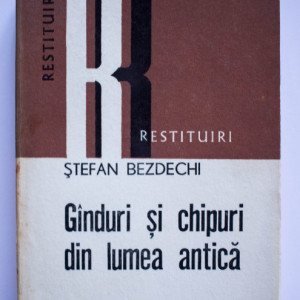 RESTITUIRI
RESTITUIRI
ŞTEFAN BEZDECHI
Gînduri şi chipuri
din lumea antică